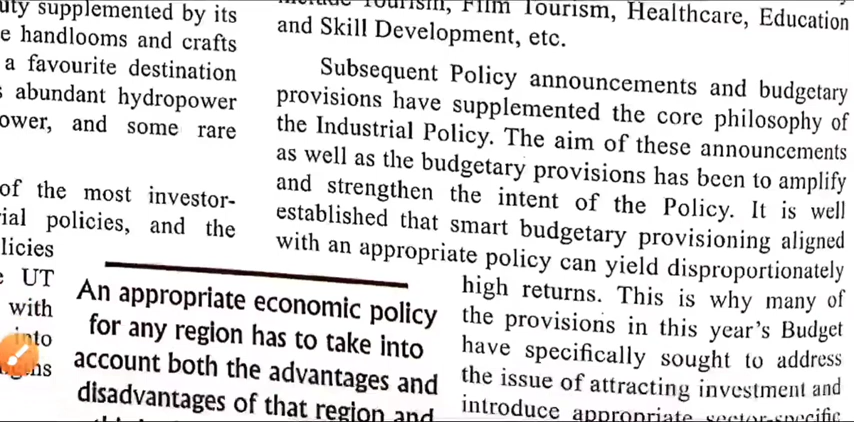 uty supplemented by its
e handlooms and crafts
a favourite destination
abundant hydropower
ower, and some rare
of the most investor-
ial policies, and the
licies
UT
with
into
Tourism, Film Tourism, Healthcare, Education
and Skill Development, etc.
Subsequent Policy announcements and budgetary
provisions have supplemented the core philosophy of
the Industrial Policy. The aim of these announcements
as well as the budgetary provisions has been to amplify
and strengthen the intent of the Policy. It is well
established that smart budgetary provisioning aligned
with an appropriate policy can yield disproportionately
high returns. This is why many of
the provisions in this year's Budget
have specifically sought to address
the issue of attracting investment and
introduce appropriate sector-specific
An appropriate economic policy
for any region has to take into
account both the advantages and
disadvantages of that region and